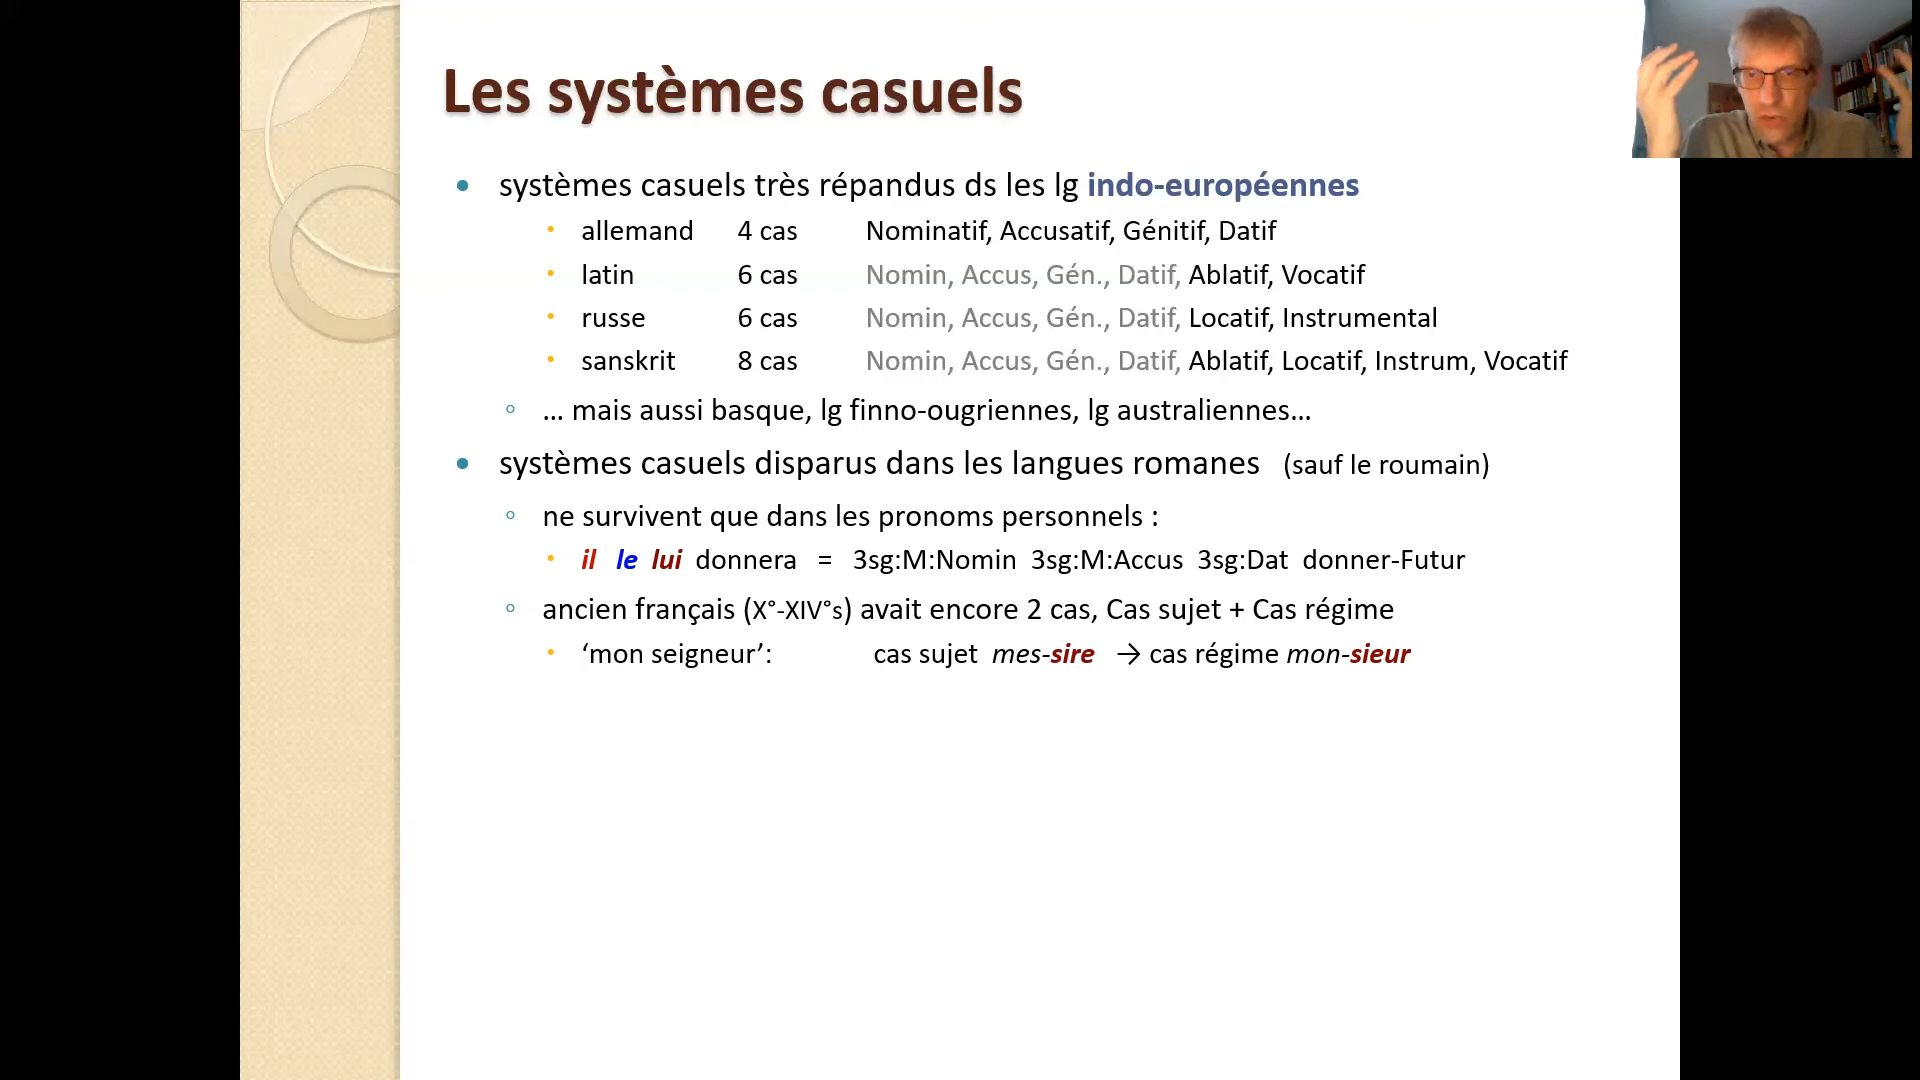 Les systèmes casuels
systèmes casuels très répandus ds les lg indo-européennes
allemand 4 cas Nominatif, Accusatif, Génitif, Datif
latin 6 cas Nomin, Accus, Gén., Datif, Ablatif, Vocatif
russe 6 cas Nomin, Accus, Gén., Datif, Locatif, Instrumental
sanskrit 8 cas Nomin, Accus, Gén., Datif, Ablatif, Locatif, Instrum, Vocatif
… mais aussi basque, lg finno-ougriennes, lg australiennes…
systèmes casuels disparus dans les langues romanes (sauf le roumain)
ne survivent que dans les pronoms personnels :
il le lui donnera = 3sg:M:Nomin 3sg:M:Accus 3sg:Dat donner-Futur
ancien français (X°-XIV°s) avait encore 2 cas, Cas sujet + Cas régime
‘mon seigneur’: cas sujet mes-sire → cas régime mon-sieur